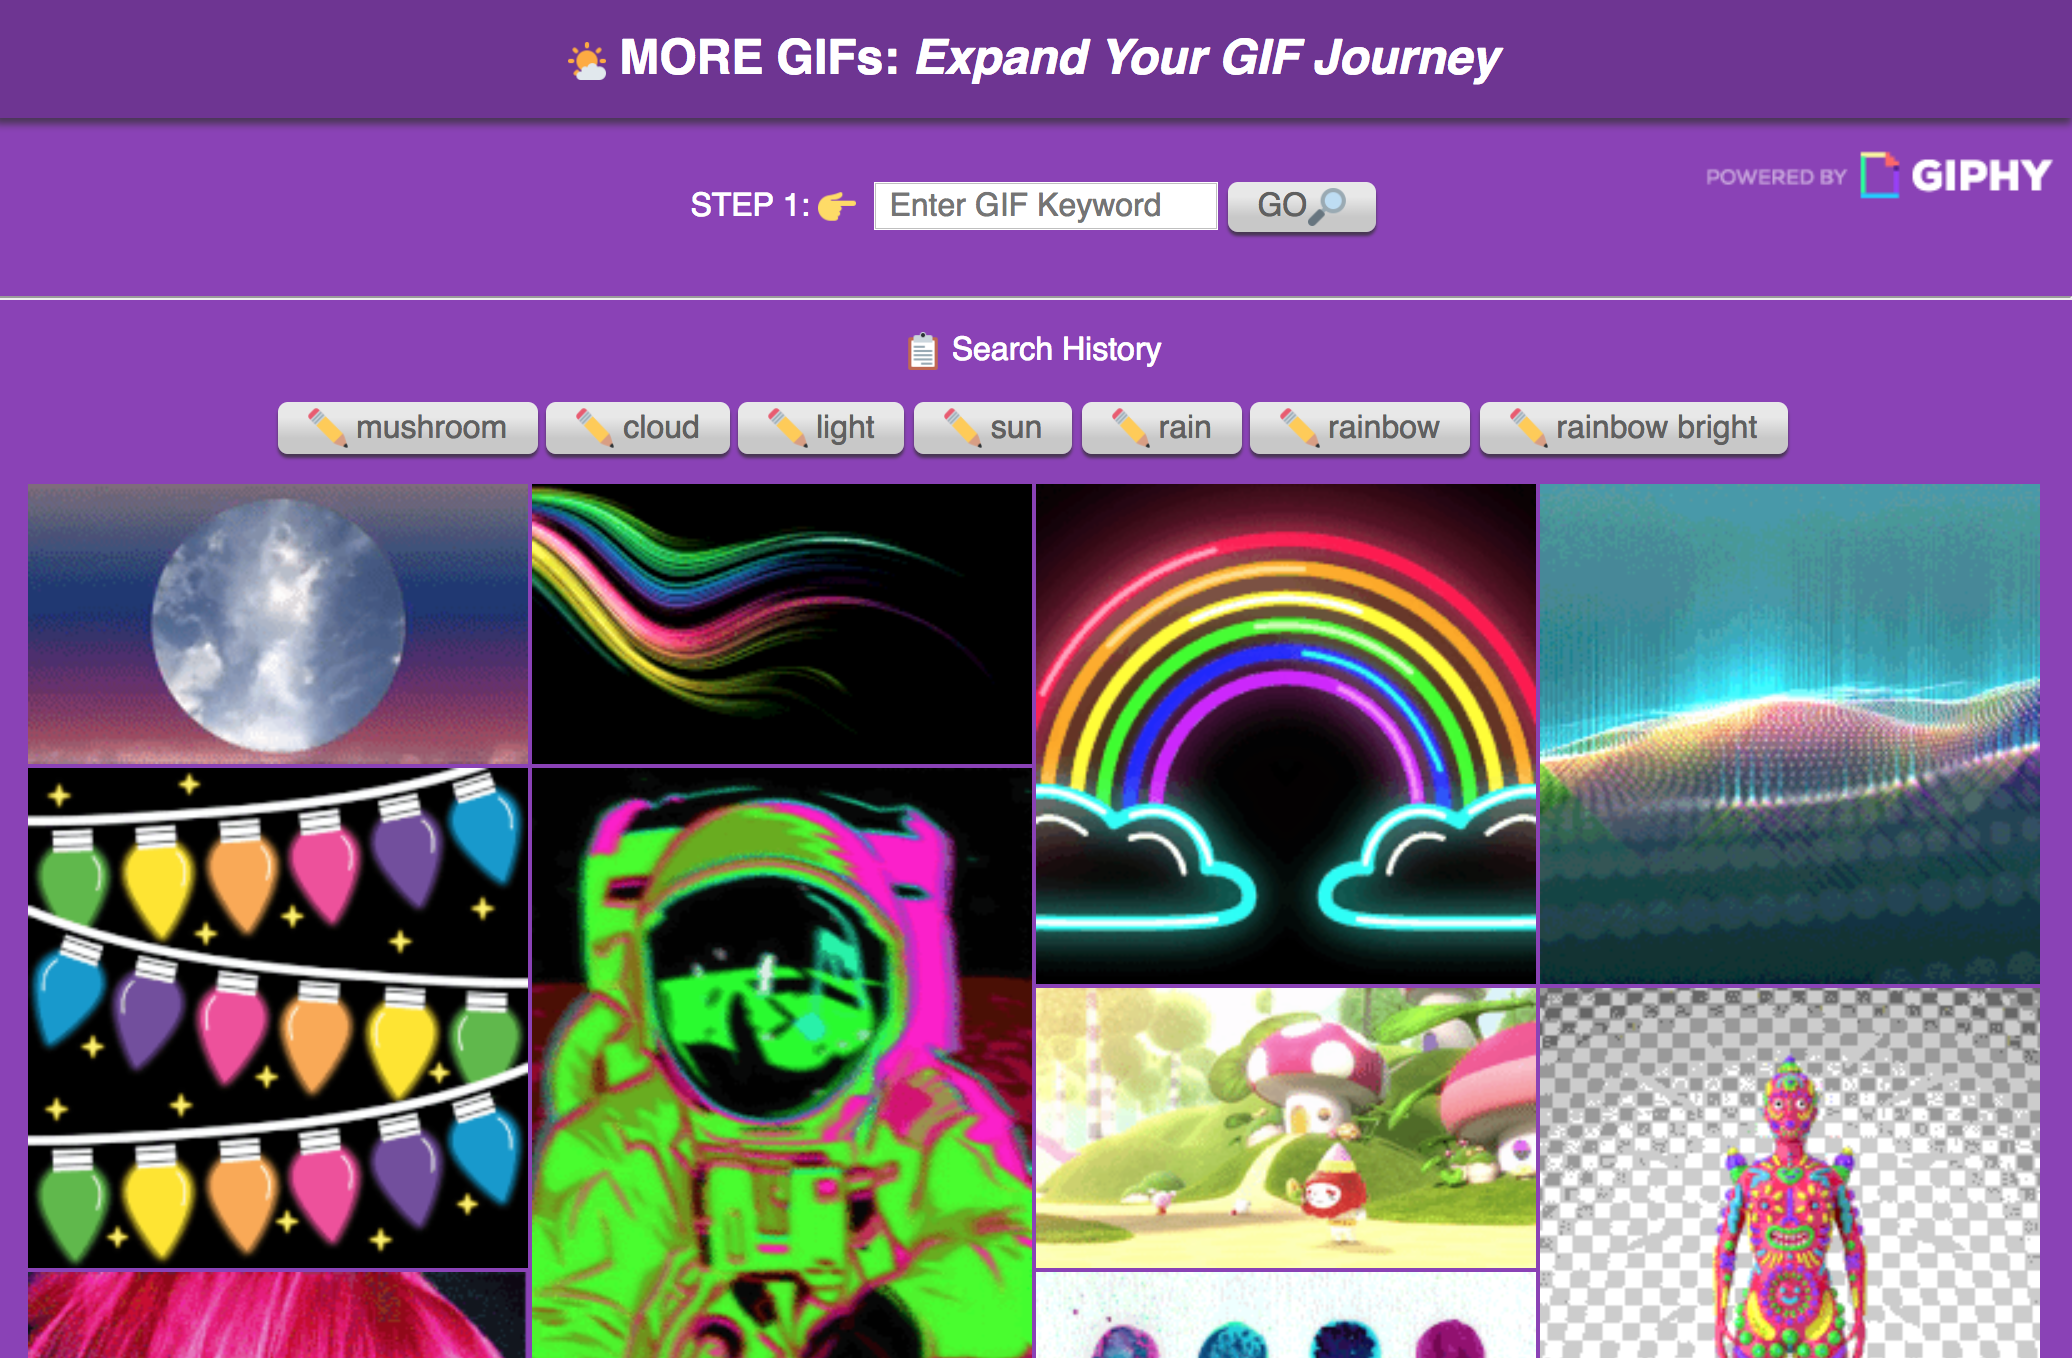 MORE GIFs: Expand Your GIF Journey
POWERED BY GIPHY
STEP 1: Enter GIF Keyword GO
Search History
mushroom cloud light sun rain rainbow rainbow bright